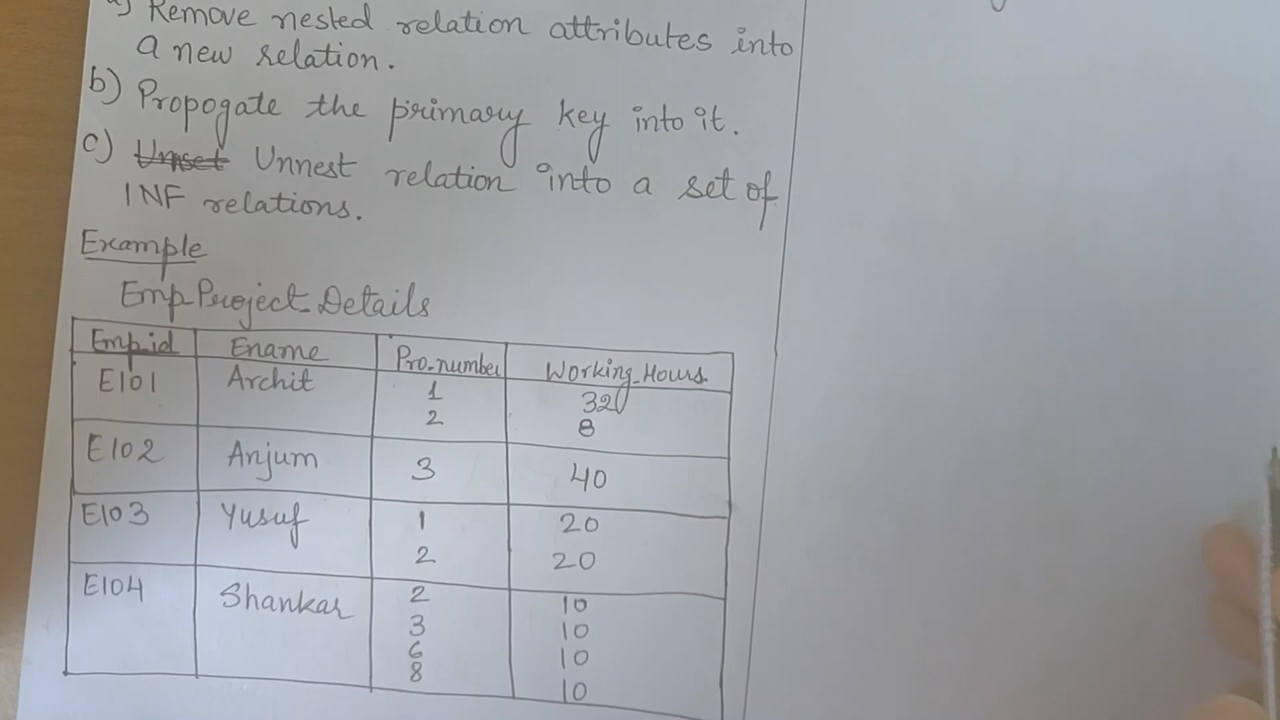 a) Remove nested relation attributes into
a new relation.
b) Propogate the primary key into it.
c) Unnest relation into a set of
1NF relations.
Example
Emp_Project_Details
Emp_id Ename Pro_number Working_Hours
E101 Archit 1 32
2 8
E102 Anjum 3 40
E103 Yusuf 1 20
2 20
E104 Shankar 2 10
3 10
6 10
8 10